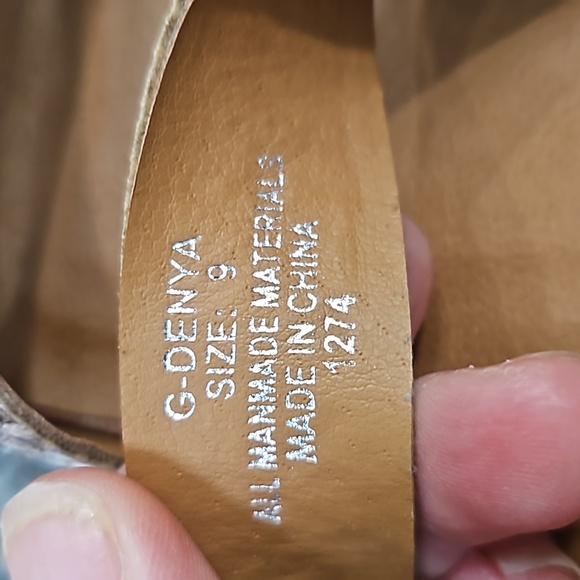 G-DENYA
SIZE: 9
ALL MANMADE MATERIALS
MADE IN CHINA
1274